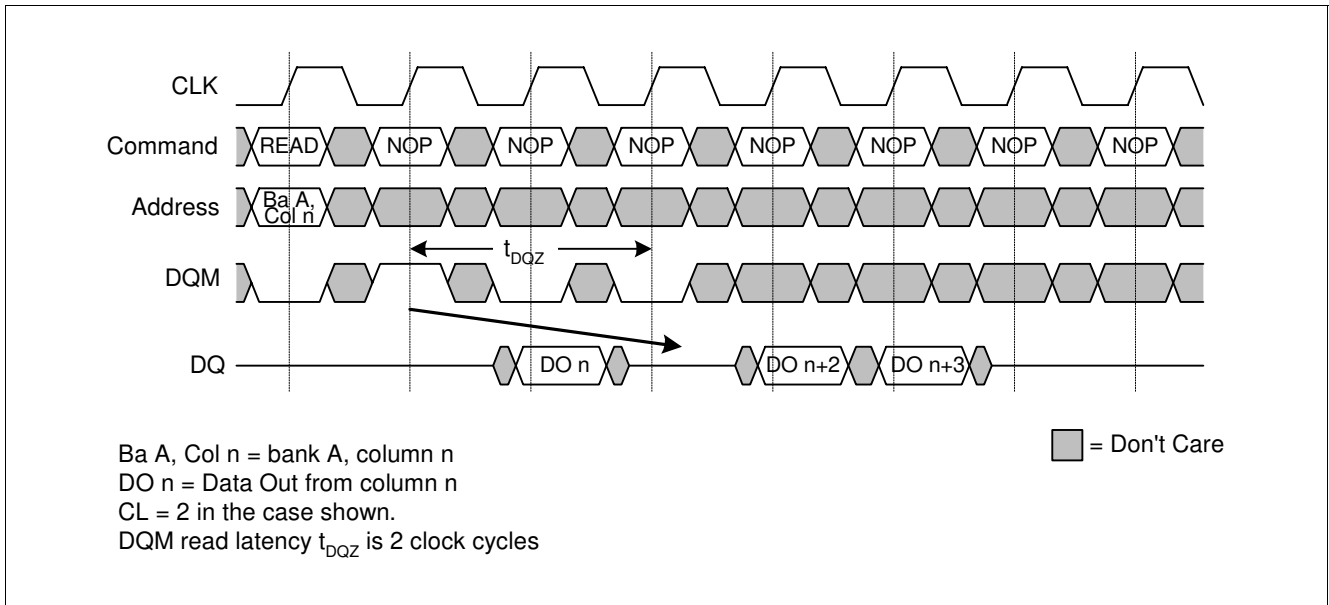 CLK
Command READ NOP NOP NOP NOP NOP NOP NOP
Address Ba A,
Col n
tDQZ
DQM
DQ DO n DO n+2 DO n+3
Ba A, Col n = bank A, column n
DO n = Data Out from column n
CL = 2 in the case shown.
DQM read latency tDQZ is 2 clock cycles
= Don't Care